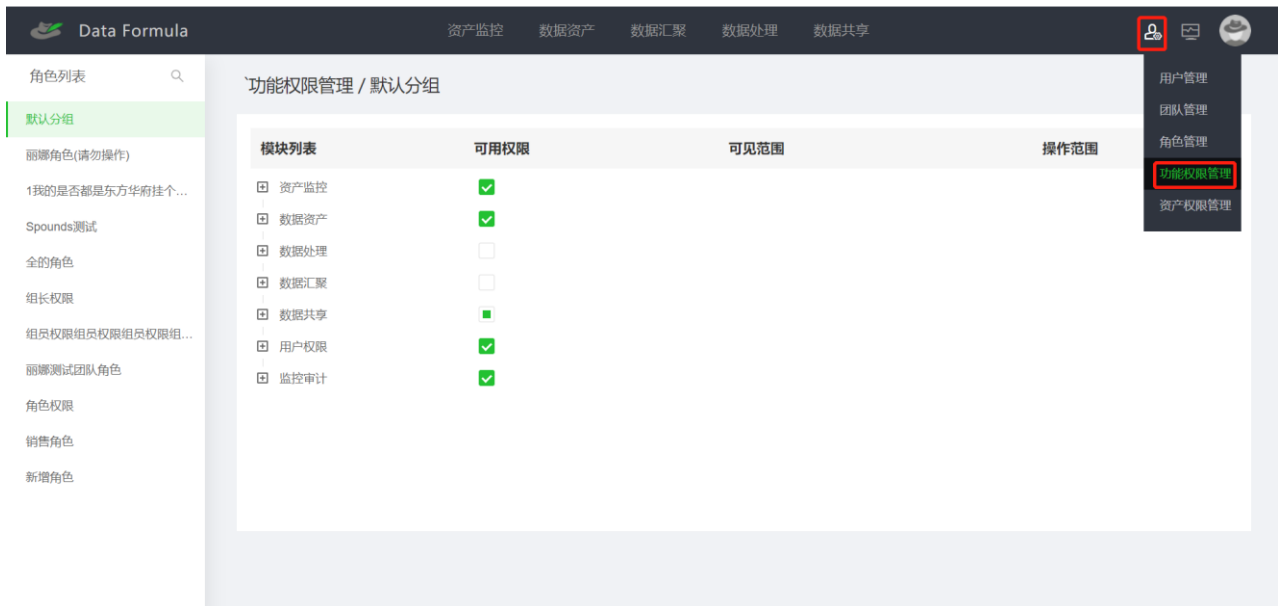 Data Formula
资产监控 数据资产 数据汇聚 数据处理 数据共享
角色列表
默认分组
丽娜角色(请勿操作)
1我的是否都是东方华府挂个...
Spounds测试
全的角色
组长权限
组员权限组员权限组员权限组...
丽娜测试团队角色
角色权限
销售角色
新增角色
`功能权限管理 / 默认分组
模块列表 可用权限 可见范围 操作范围
资产监控
数据资产
数据处理
数据汇聚
数据共享
用户权限
监控审计
用户管理
团队管理
角色管理
功能权限管理
资产权限管理